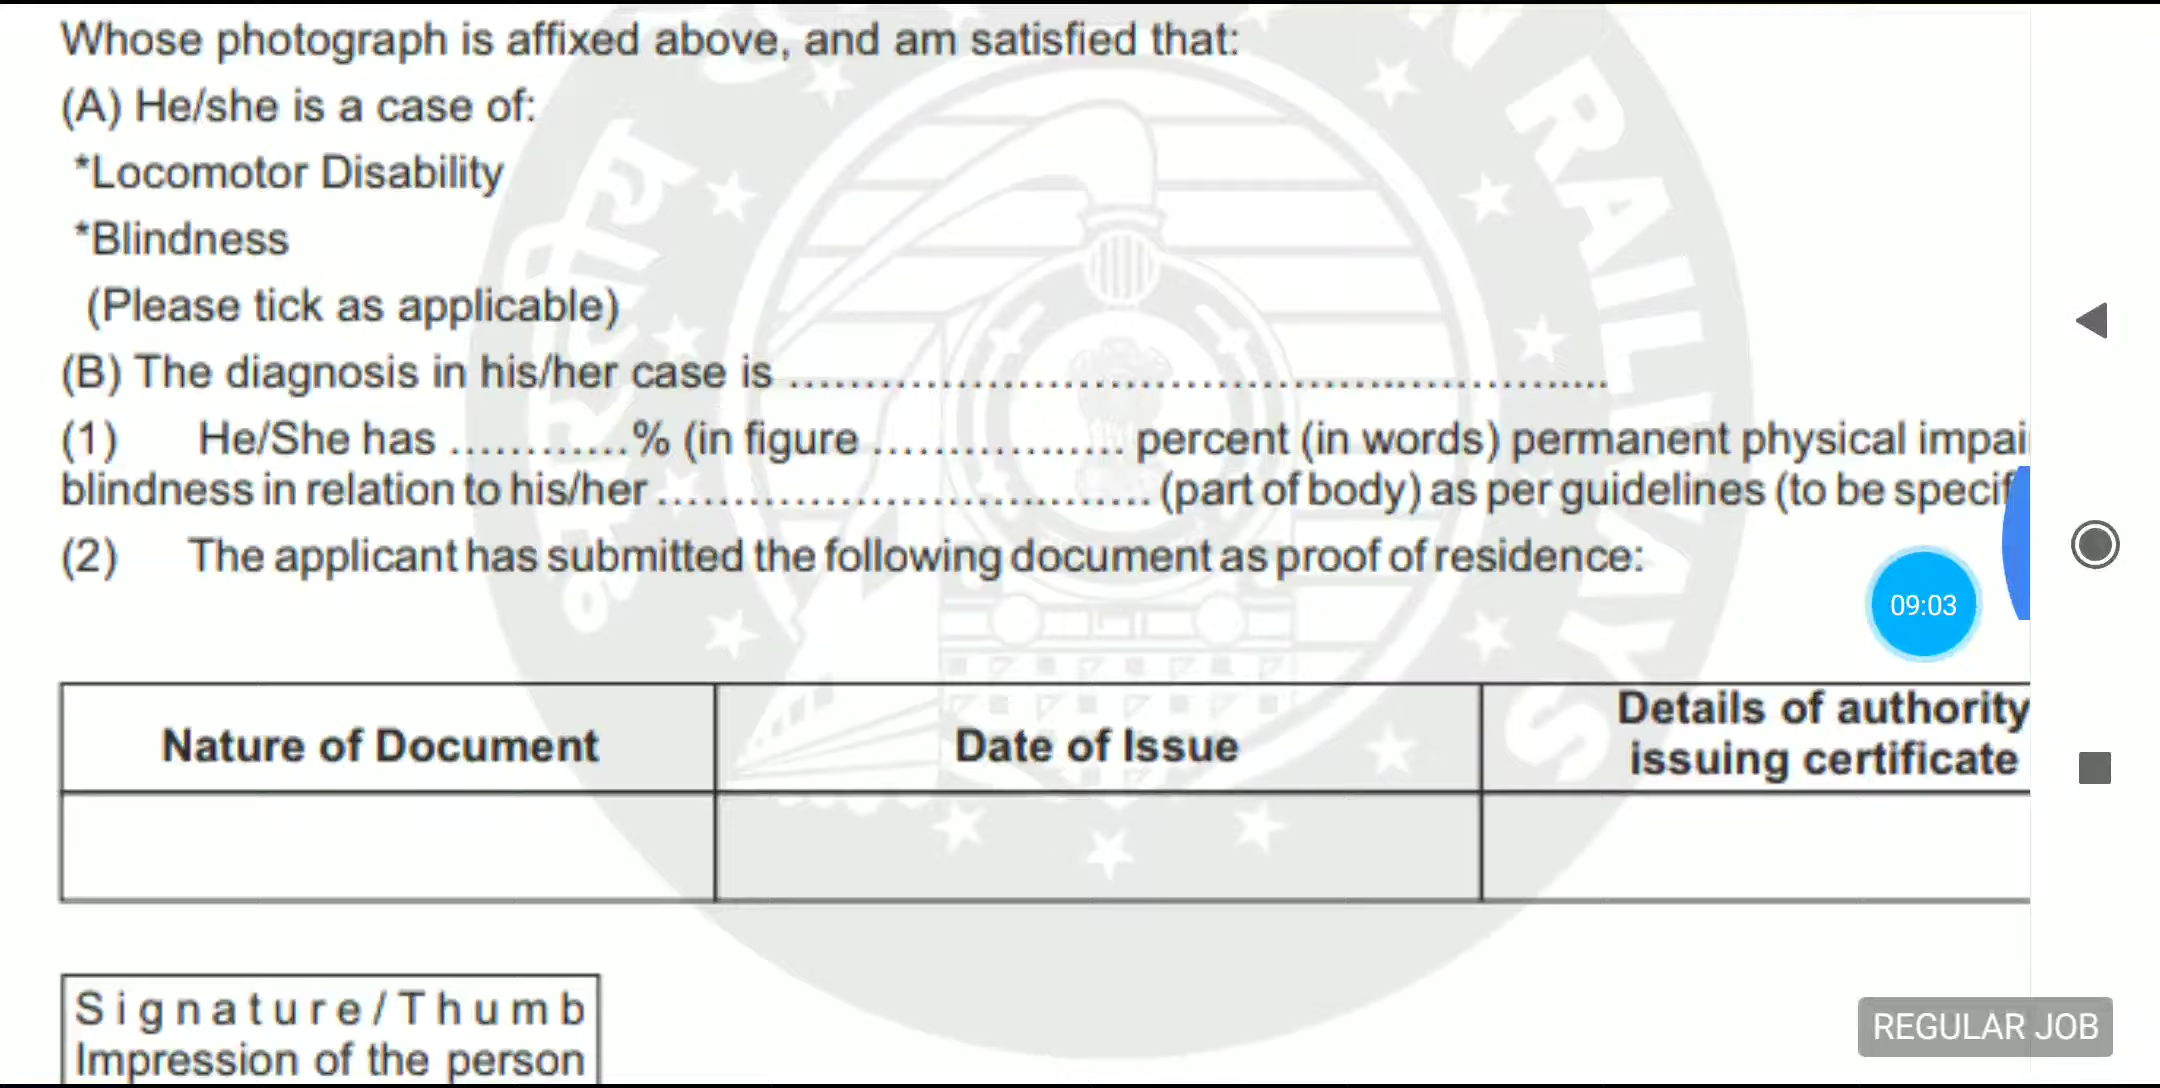 Whose photograph is affixed above, and am satisfied that:
(A) He/she is a case of:
*Locomotor Disability
*Blindness
(Please tick as applicable)
(B) The diagnosis in his/her case is ......................................................
(1) He/She has ............% (in figure ................. percent (in words) permanent physical impai
blindness in relation to his/her ................................. (part of body) as per guidelines (to be specif
(2) The applicant has submitted the following document as proof of residence:
09:03
Nature of Document Date of Issue Details of authority
issuing certificate
Signature/Thumb
Impression of the person
REGULAR JOB
RAILWAYS